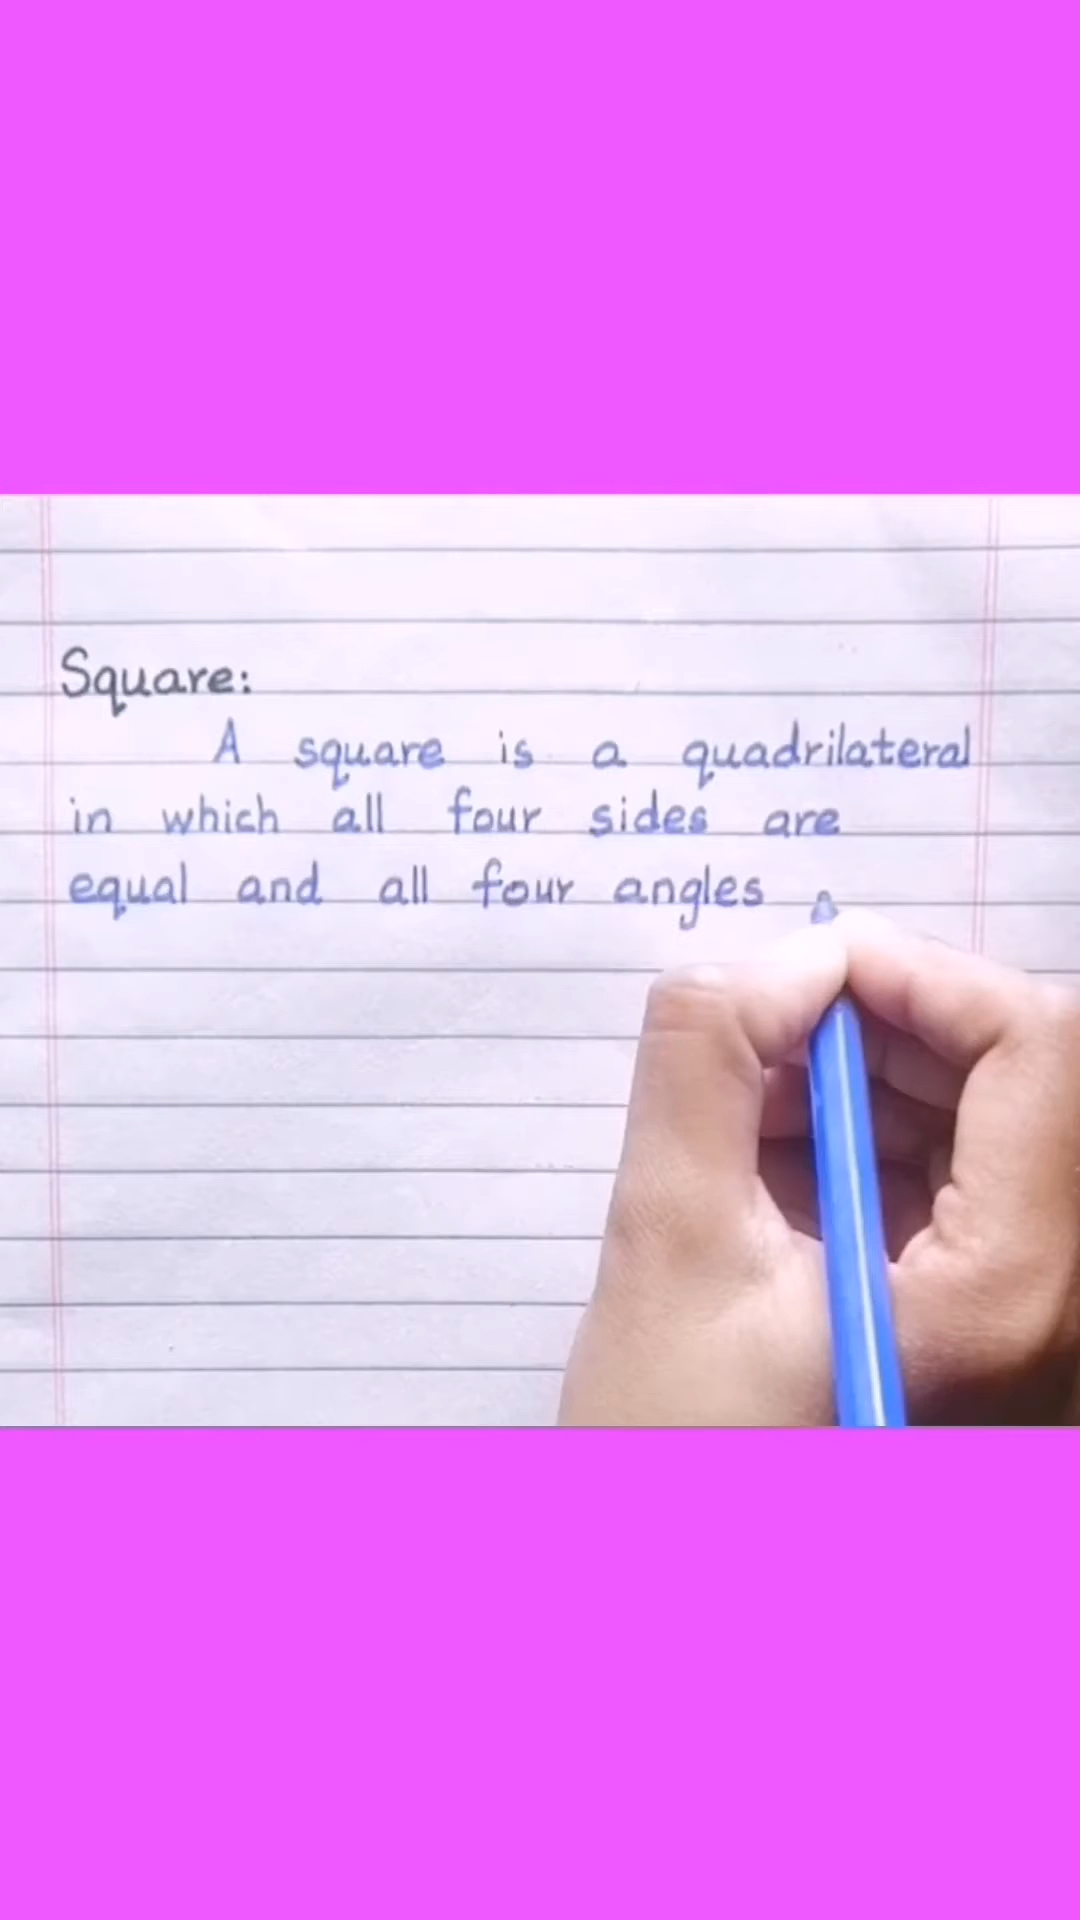 Square:
A square is a quadrilateral
in which all four sides are
equal and all four angles